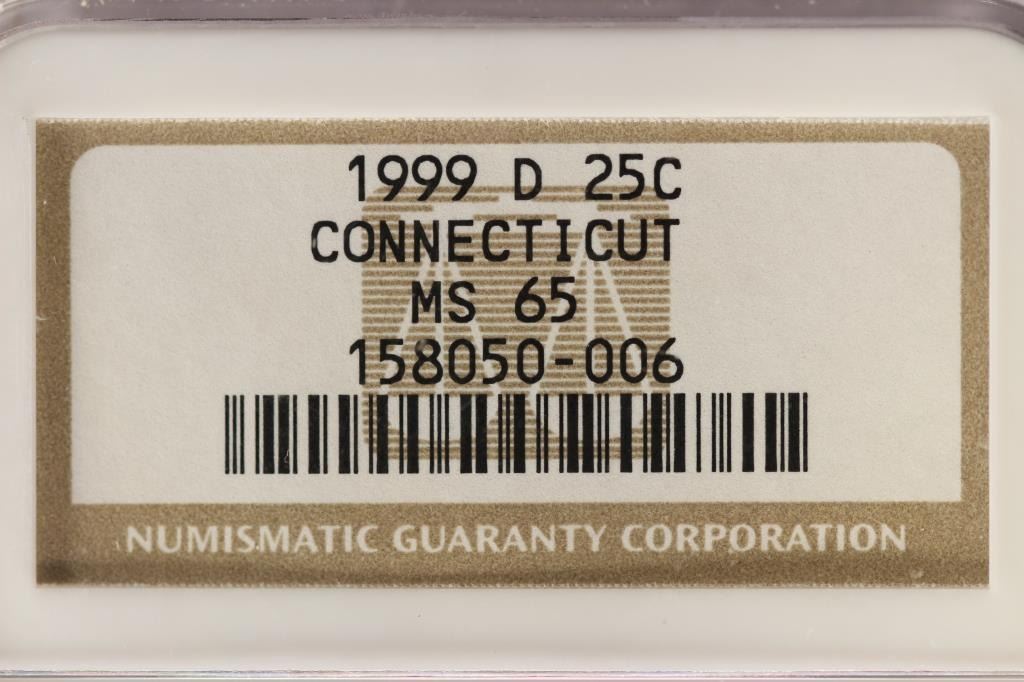 1999 D 25C
CONNECTICUT
MS 65
158050-006
NUMISMATIC GUARANTY CORPORATION